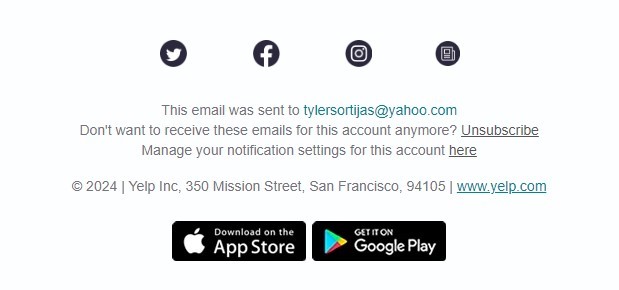 This email was sent to tylersortijas@yahoo.com
Don't want to receive these emails for this account anymore? Unsubscribe
Manage your notification settings for this account here
© 2024 | Yelp Inc, 350 Mission Street, San Francisco, 94105 | www.yelp.com
Download on the
App Store
GET IT ON
Google Play